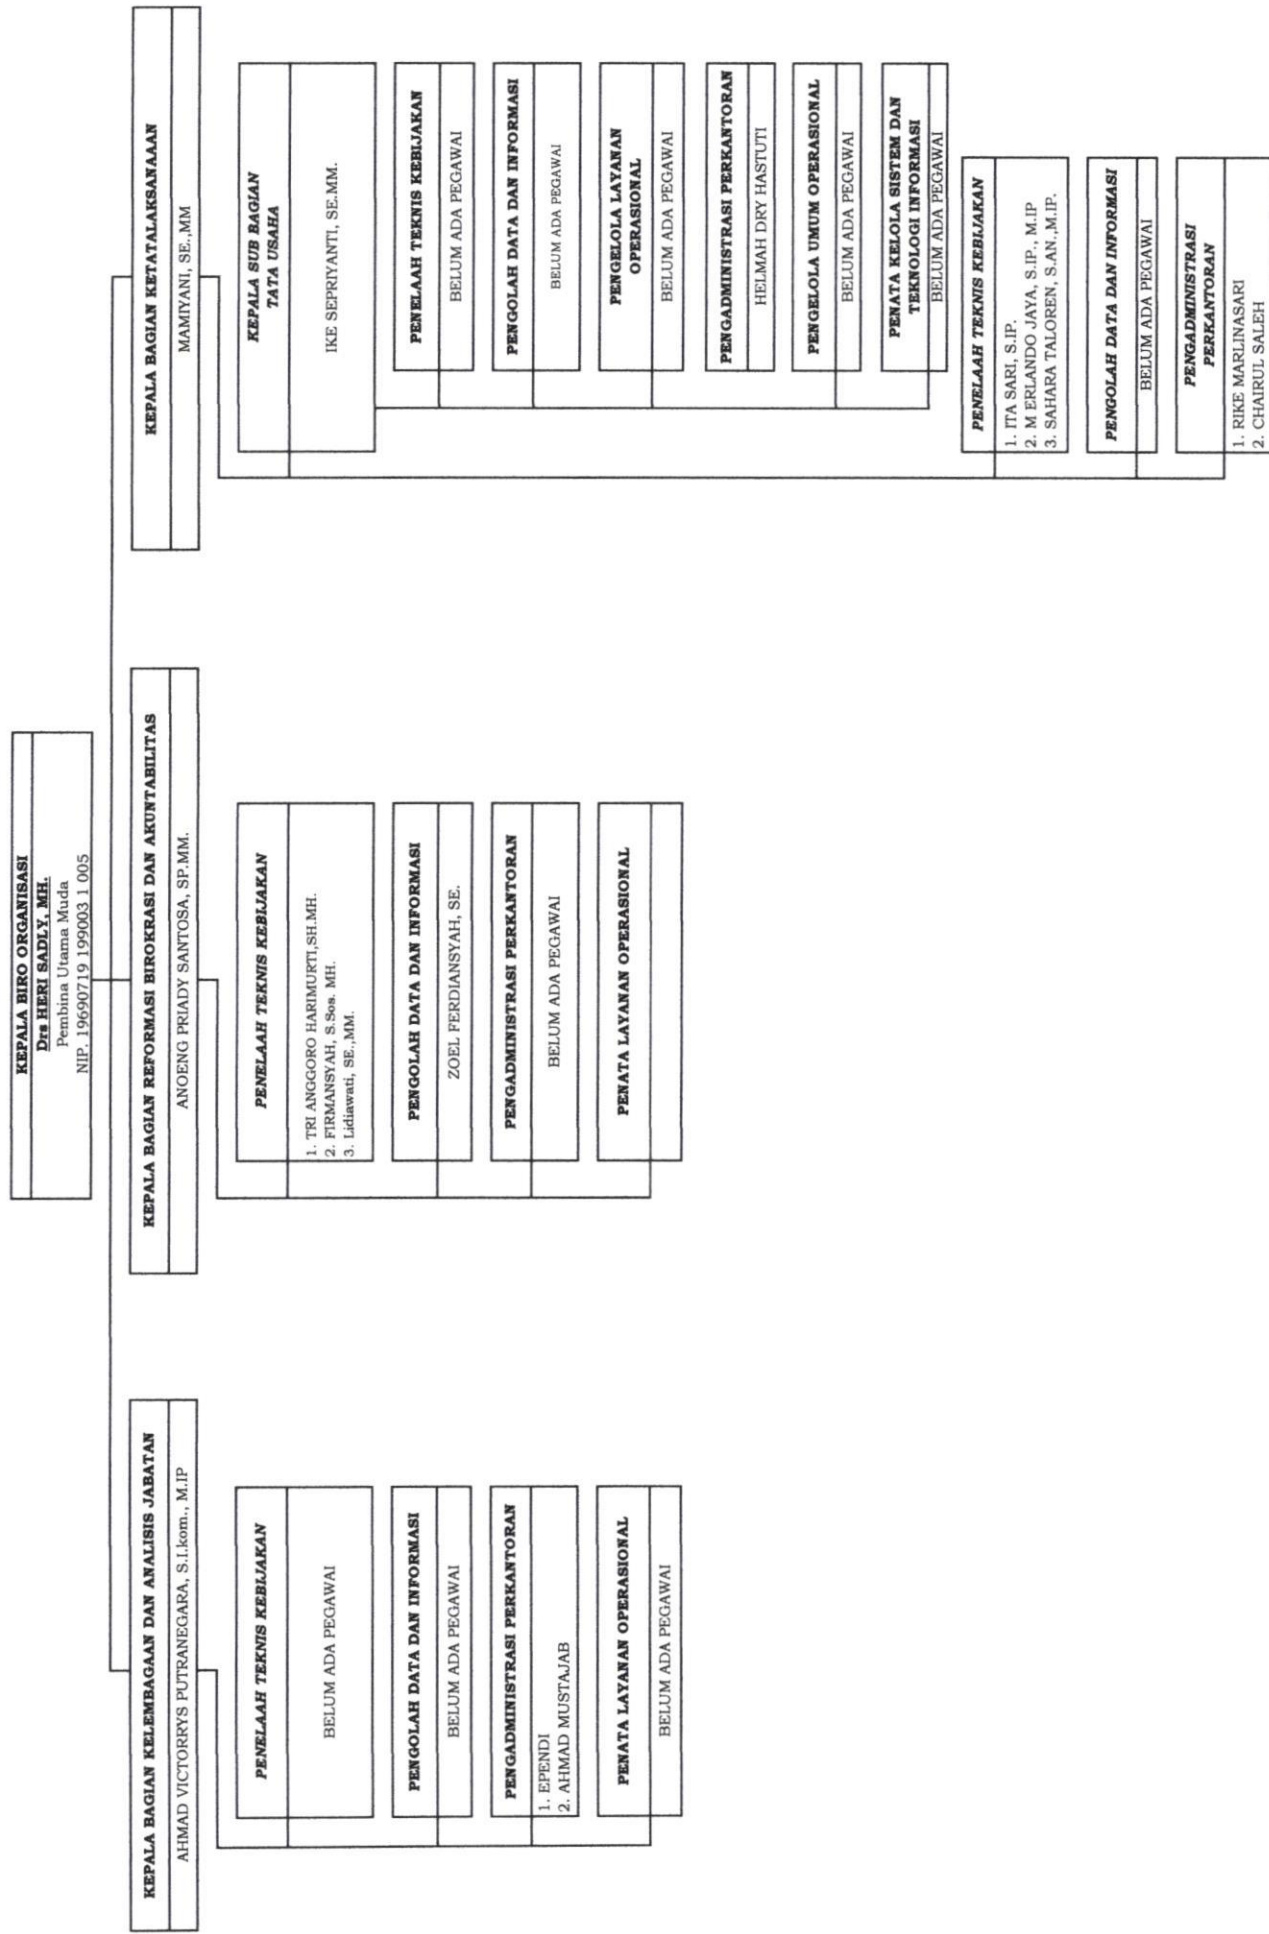 KEPALA BIRO ORGANISASI
Drs HERI SADLY, MH.
Pembina Utama Muda
NIP. 19690719 199003 1 005
KEPALA BAGIAN KELEMBAGAAN DAN ANALISIS JABATAN
AHMAD VICTORRYS PUTRANEGARA, S.I.kom., M.IP
PENELAAH TEKNIS KEBIJAKAN
BELUM ADA PEGAWAI
PENGOLAH DATA DAN INFORMASI
BELUM ADA PEGAWAI
PENGADMINISTRASI PERKANTORAN
1. EPENDI
2. AHMAD MUSTAJAB
PENATA LAYANAN OPERASIONAL
BELUM ADA PEGAWAI
KEPALA BAGIAN REFORMASI BIROKRASI DAN AKUNTABILITAS
ANOENG PRIADY SANTOSA, SP.MM.
PENELAAH TEKNIS KEBIJAKAN
1. TRI ANGGORO HARIMURTI,SH.MH.
2. FIRMANSYAH, S.Sos. MH.
3. Lidiawati, SE.,MM.
PENGOLAH DATA DAN INFORMASI
ZOEL FERDIANSYAH, SE.
PENGADMINISTRASI PERKANTORAN
BELUM ADA PEGAWAI
PENATA LAYANAN OPERASIONAL
KEPALA BAGIAN KETATALAKSANAAAN
MAMIYANI, SE.,MM
KEPALA SUB BAGIAN
TATA USAHA
IKE SEPRIYANTI, SE.MM.
PENELAAH TEKNIS KEBIJAKAN
BELUM ADA PEGAWAI
PENGOLAH DATA DAN INFORMASI
BELUM ADA PEGAWAI
PENGELOLA LAYANAN
OPERASIONAL
BELUM ADA PEGAWAI
PENGADMINISTRASI PERKANTORAN
HELMAH DRY HASTUTI
PENGELOLA UMUM OPERASIONAL
BELUM ADA PEGAWAI
PENATA KELOLA SISTEM DAN
TEKNOLOGI INFORMASI
BELUM ADA PEGAWAI
PENELAAH TEKNIS KEBIJAKAN
1. ITA SARI, S.IP.
2. M ERLANDO JAYA, S.IP., M.IP
3. SAHARA TALOREN, S.AN.,M.IP.
PENGOLAH DATA DAN INFORMASI
BELUM ADA PEGAWAI
PENGADMINISTRASI
PERKANTORAN
1. RIKE MARLINASARI
2. CHAIRUL SALEH